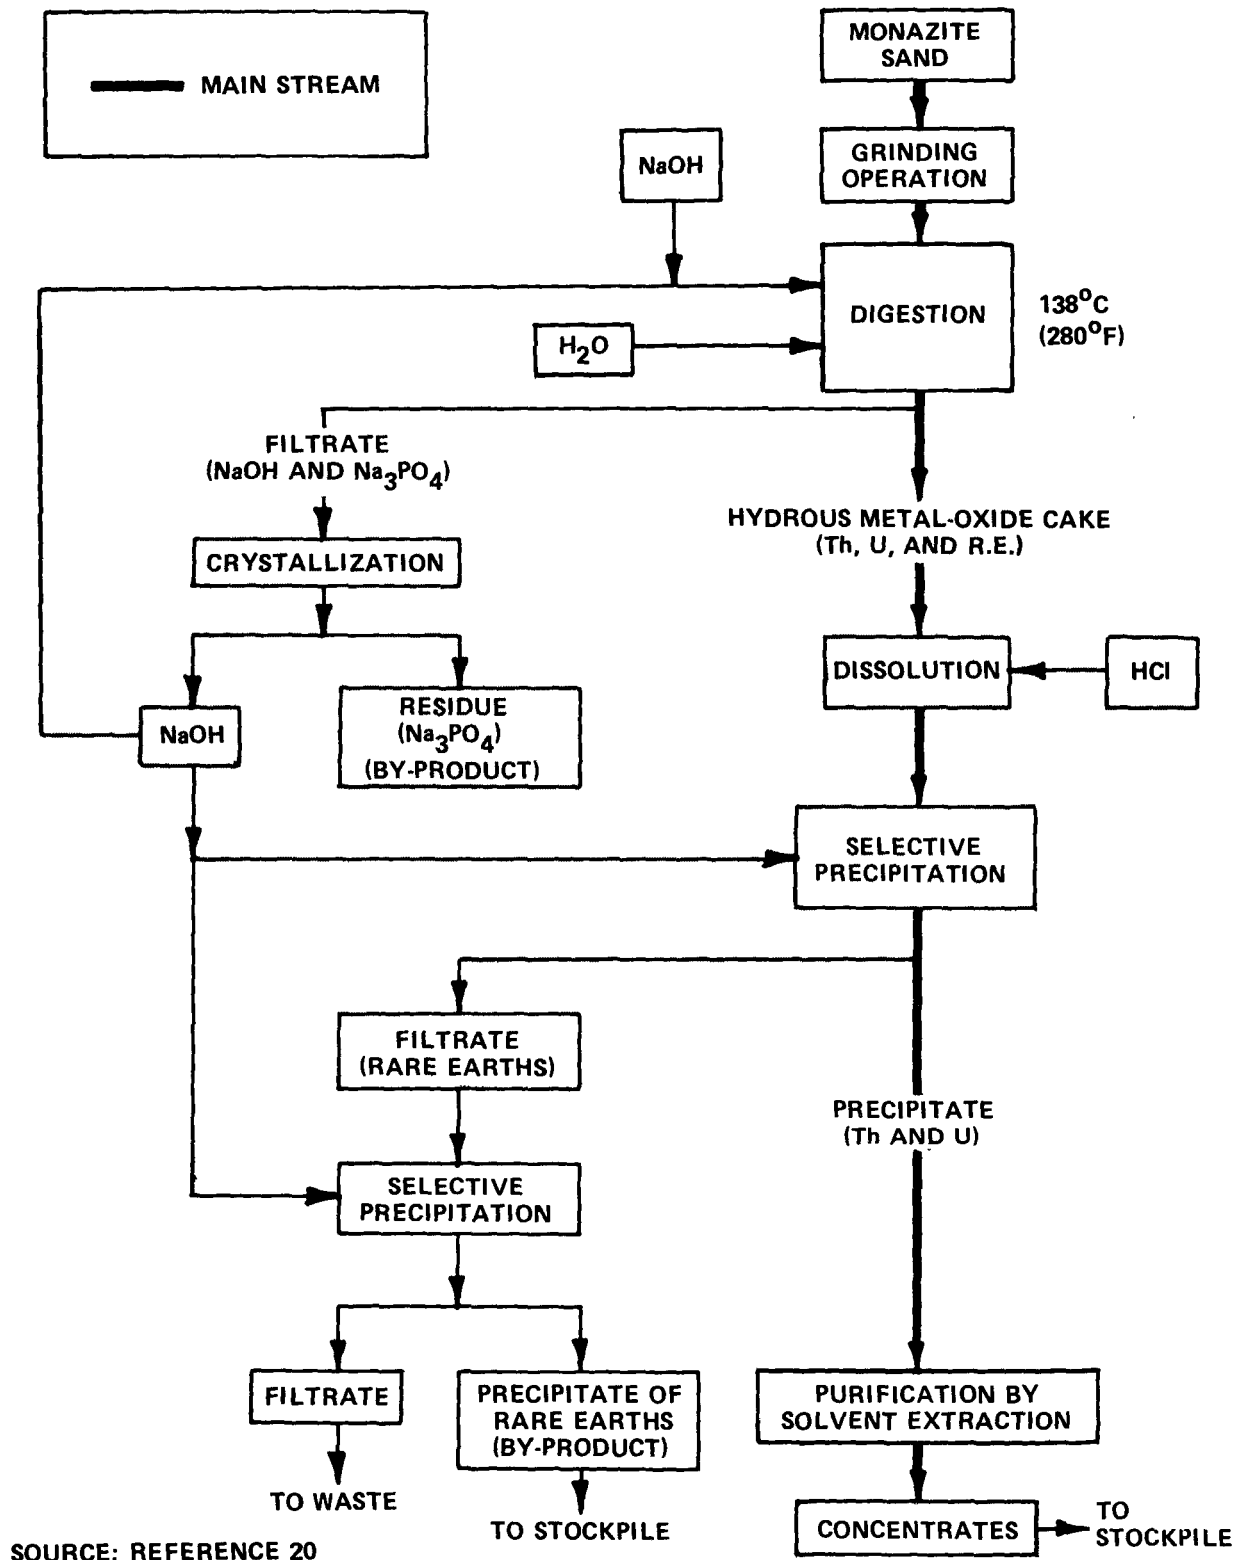 MAIN STREAM
MONAZITE
SAND
GRINDING
OPERATION
NaOH
DIGESTION
138°C
(280°F)
H₂O
FILTRATE
(NaOH AND Na₃PO₄)
HYDROUS METAL-OXIDE CAKE
(Th, U, AND R.E.)
CRYSTALLIZATION
DISSOLUTION
HCl
NaOH
RESIDUE
(Na₃PO₄)
(BY-PRODUCT)
SELECTIVE
PRECIPITATION
FILTRATE
(RARE EARTHS)
PRECIPITATE
(Th AND U)
SELECTIVE
PRECIPITATION
FILTRATE
PRECIPITATE OF
RARE EARTHS
(BY-PRODUCT)
PURIFICATION BY
SOLVENT EXTRACTION
TO WASTE
TO STOCKPILE
CONCENTRATES
TO
STOCKPILE
SOURCE: REFERENCE 20